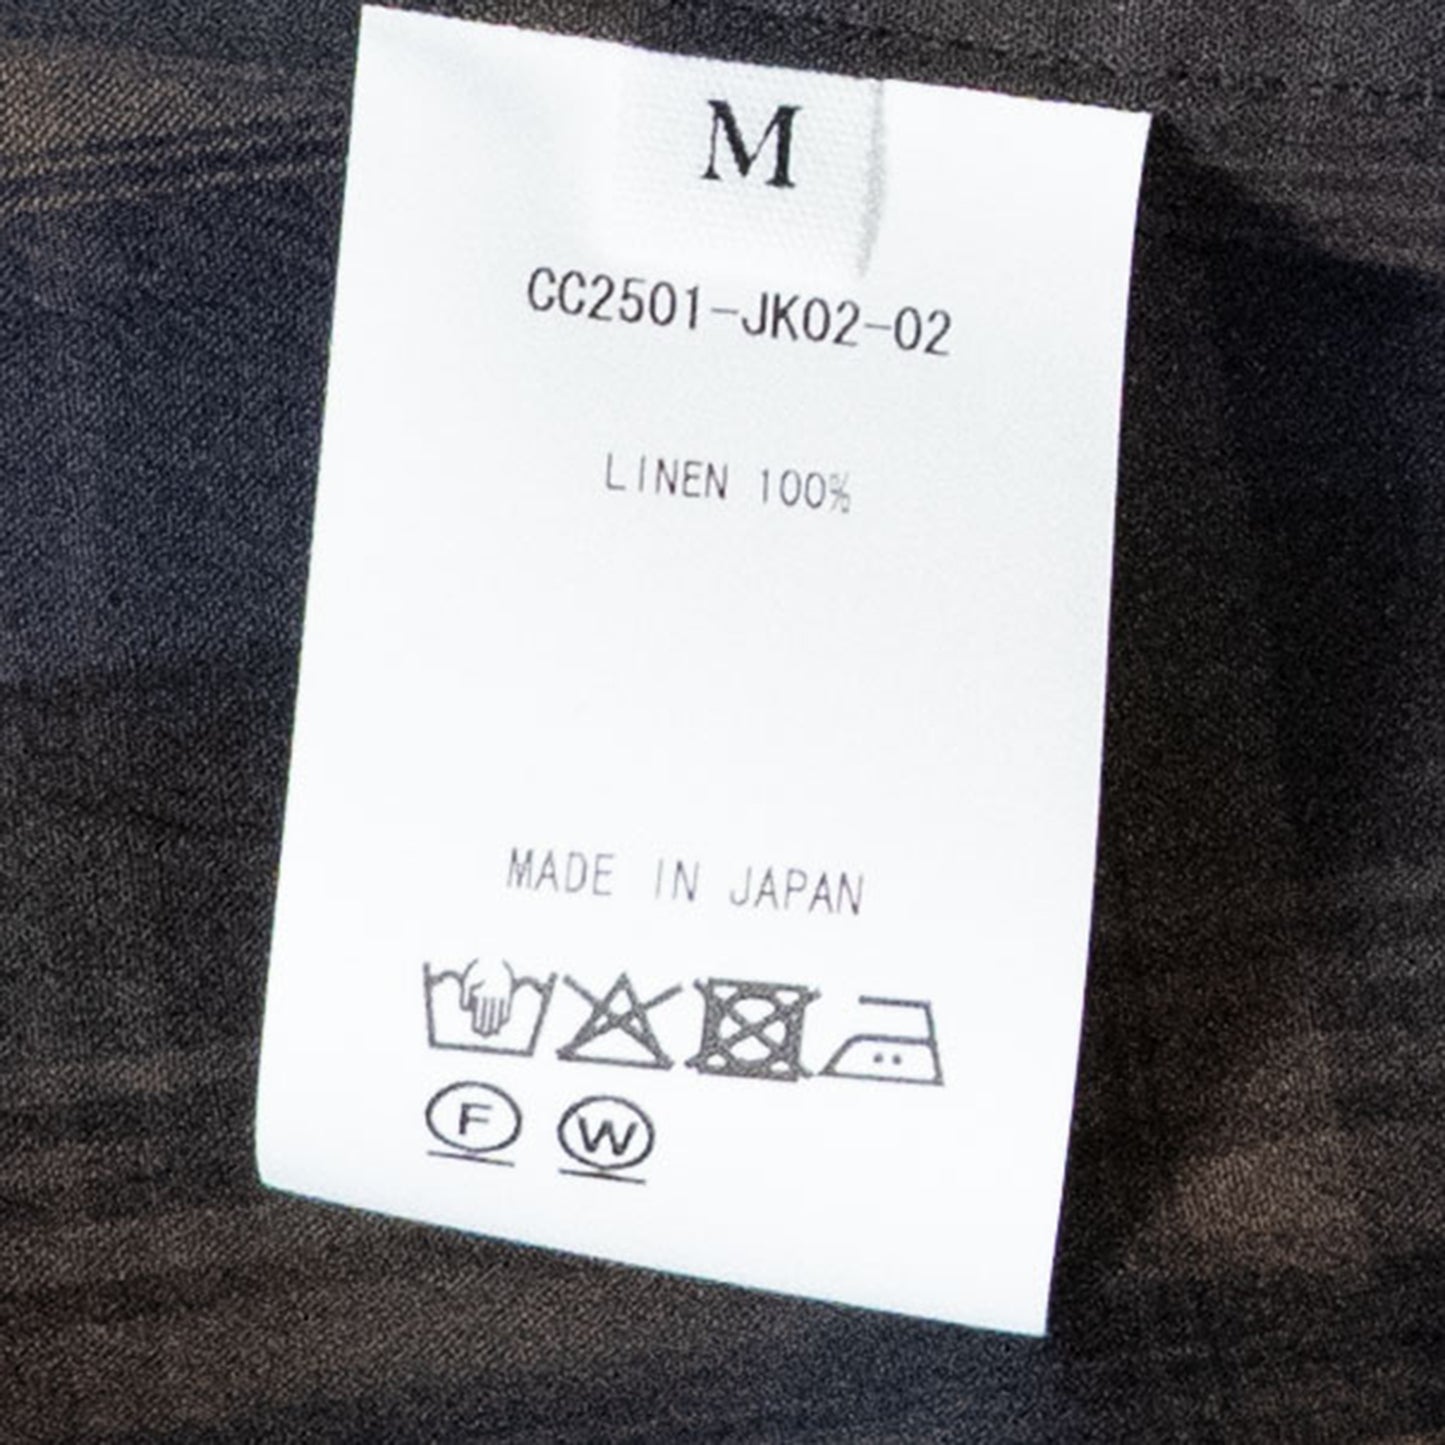 M
CC2501-JK02-02
LINEN 100%
MADE IN JAPAN
F W